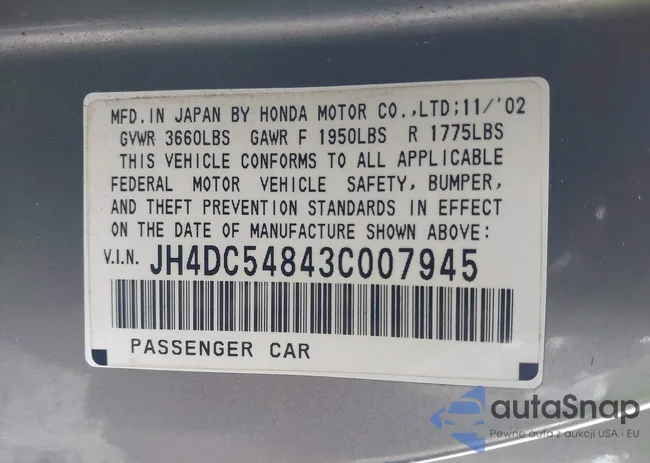 MFD.IN JAPAN BY HONDA MOTOR CO.,LTD;11/'02
GVWR 3660LBS GAWR F 1950LBS R 1775LBS
THIS VEHICLE CONFORMS TO ALL APPLICABLE
FEDERAL MOTOR VEHICLE SAFETY, BUMPER,
AND THEFT PREVENTION STANDARDS IN EFFECT
ON THE DATE OF MANUFACTURE SHOWN ABOVE:
V.I.N. JH4DC54843C007945
PASSENGER CAR
autaSnap
Pewne auto z aukcji USA i EU